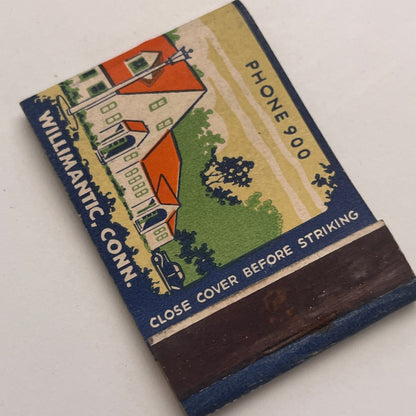 PHONE 900
WILLIMANTIC, CONN.
CLOSE COVER BEFORE STRIKING